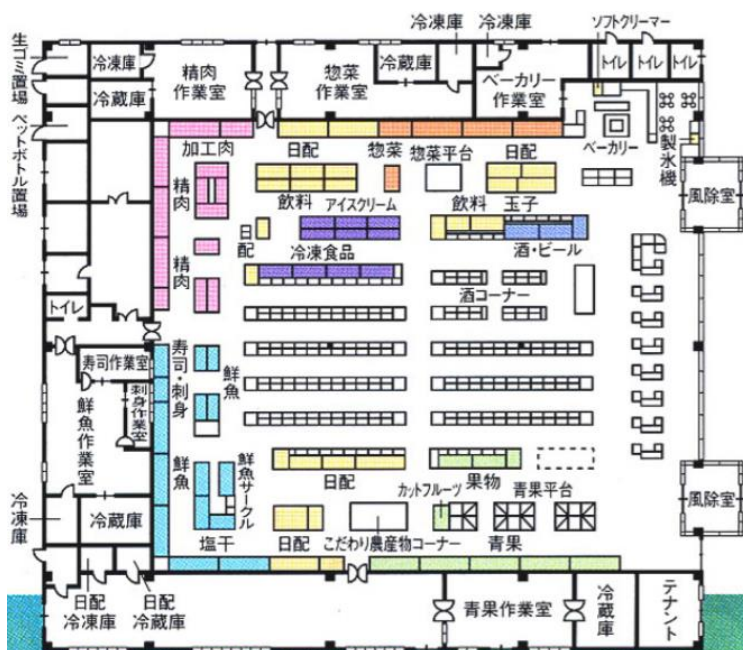 冷凍庫
冷凍庫
ソフトクリーマー
生ゴミ置場
冷凍庫
冷蔵庫
精肉
作業室
惣菜
作業室
冷蔵庫
ベーカリー
作業室
トイレ
トイレ
トイレ
ペットボトル置場
加工肉
日配
惣菜
惣菜平台
日配
ベーカリー
製氷機
風除室
精肉
飲料
アイスクリーム
飲料
玉子
日配
冷凍食品
酒・ビール
精肉
酒コーナー
トイレ
寿司作業室
刺身作業室
鮮魚作業室
寿司・刺身
鮮魚
鮮魚
鮮魚サークル
日配
果物
カットフルーツ
青果平台
風除室
冷凍庫
冷蔵庫
塩干
日配
こだわり農産物コーナー
青果
日配
冷凍庫
日配
冷蔵庫
青果作業室
冷蔵庫
テナント